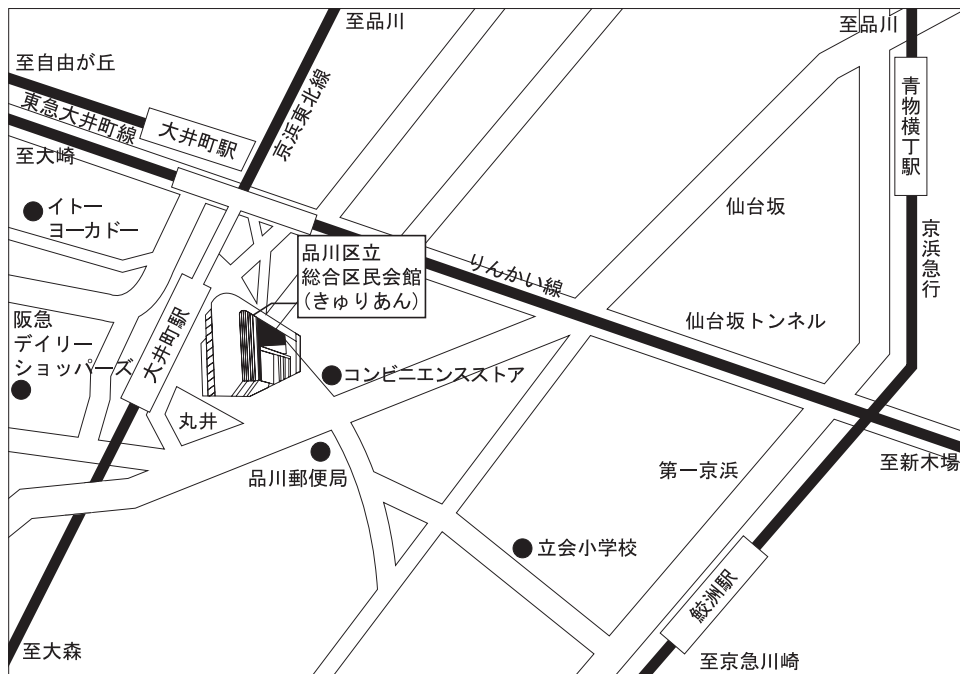 至品川
至品川
至自由が丘
東急大井町線
大井町駅
京浜東北線
至大崎
青物横丁駅
イトー
ヨーカドー
仙台坂
京浜急行
品川区立
総合区民会館
(きゅりあん)
りんかい線
阪急
デイリー
ショッパーズ
大井町駅
仙台坂トンネル
コンビニエンスストア
丸井
品川郵便局
第一京浜
至新木場
立会小学校
鮫洲駅
至大森
至京急川崎